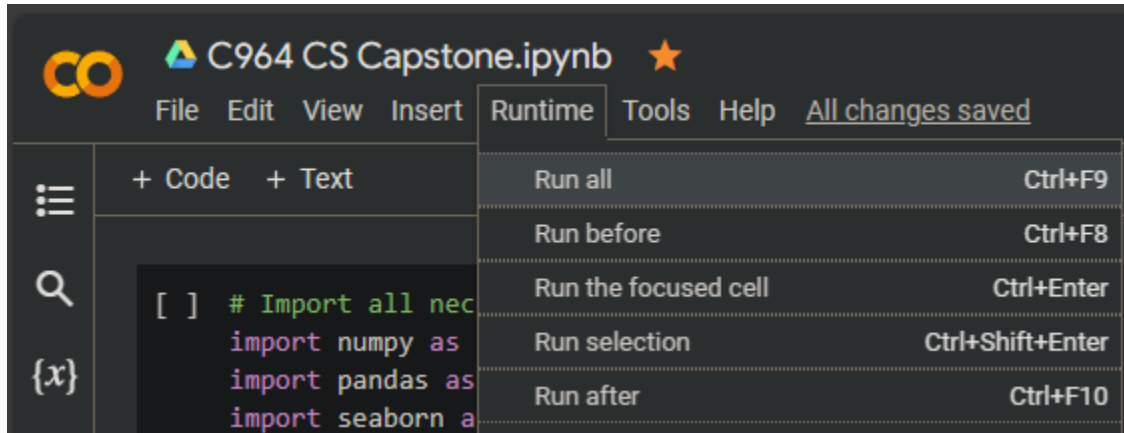 C964 CS Capstone.ipynb
File Edit View Insert Runtime Tools Help All changes saved
+ Code + Text
Run all Ctrl+F9
Run before Ctrl+F8
Run the focused cell Ctrl+Enter
Run selection Ctrl+Shift+Enter
Run after Ctrl+F10
[ ] # Import all nec
import numpy as
import pandas as
import seaborn a
{x}